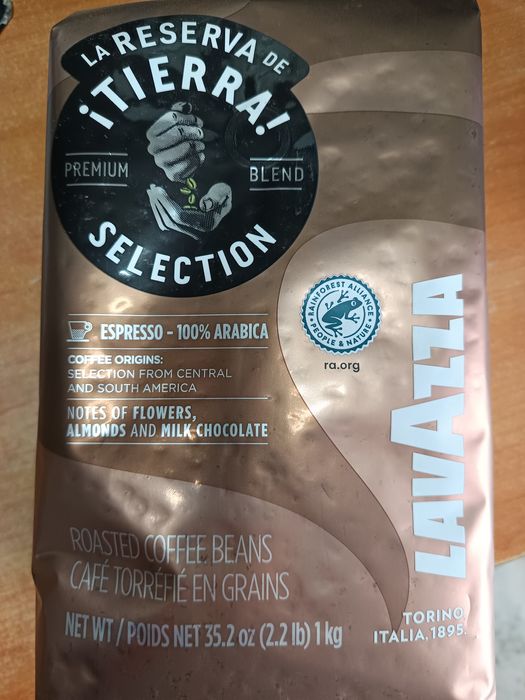 LA RESERVA DE
¡TIERRA!
PREMIUM
BLEND
SELECTION
ESPRESSO - 100% ARABICA
COFFEE ORIGINS:
SELECTION FROM CENTRAL
AND SOUTH AMERICA
NOTES OF FLOWERS,
ALMONDS AND MILK CHOCOLATE
RAINFOREST ALLIANCE
PEOPLE & NATURE
ra.org
LAVAZZA
TORINO
ITALIA, 1895.
ROASTED COFFEE BEANS
CAFÉ TORRÉFIÉ EN GRAINS
NET WT / POIDS NET 35.2 oz (2.2 lb) 1 kg